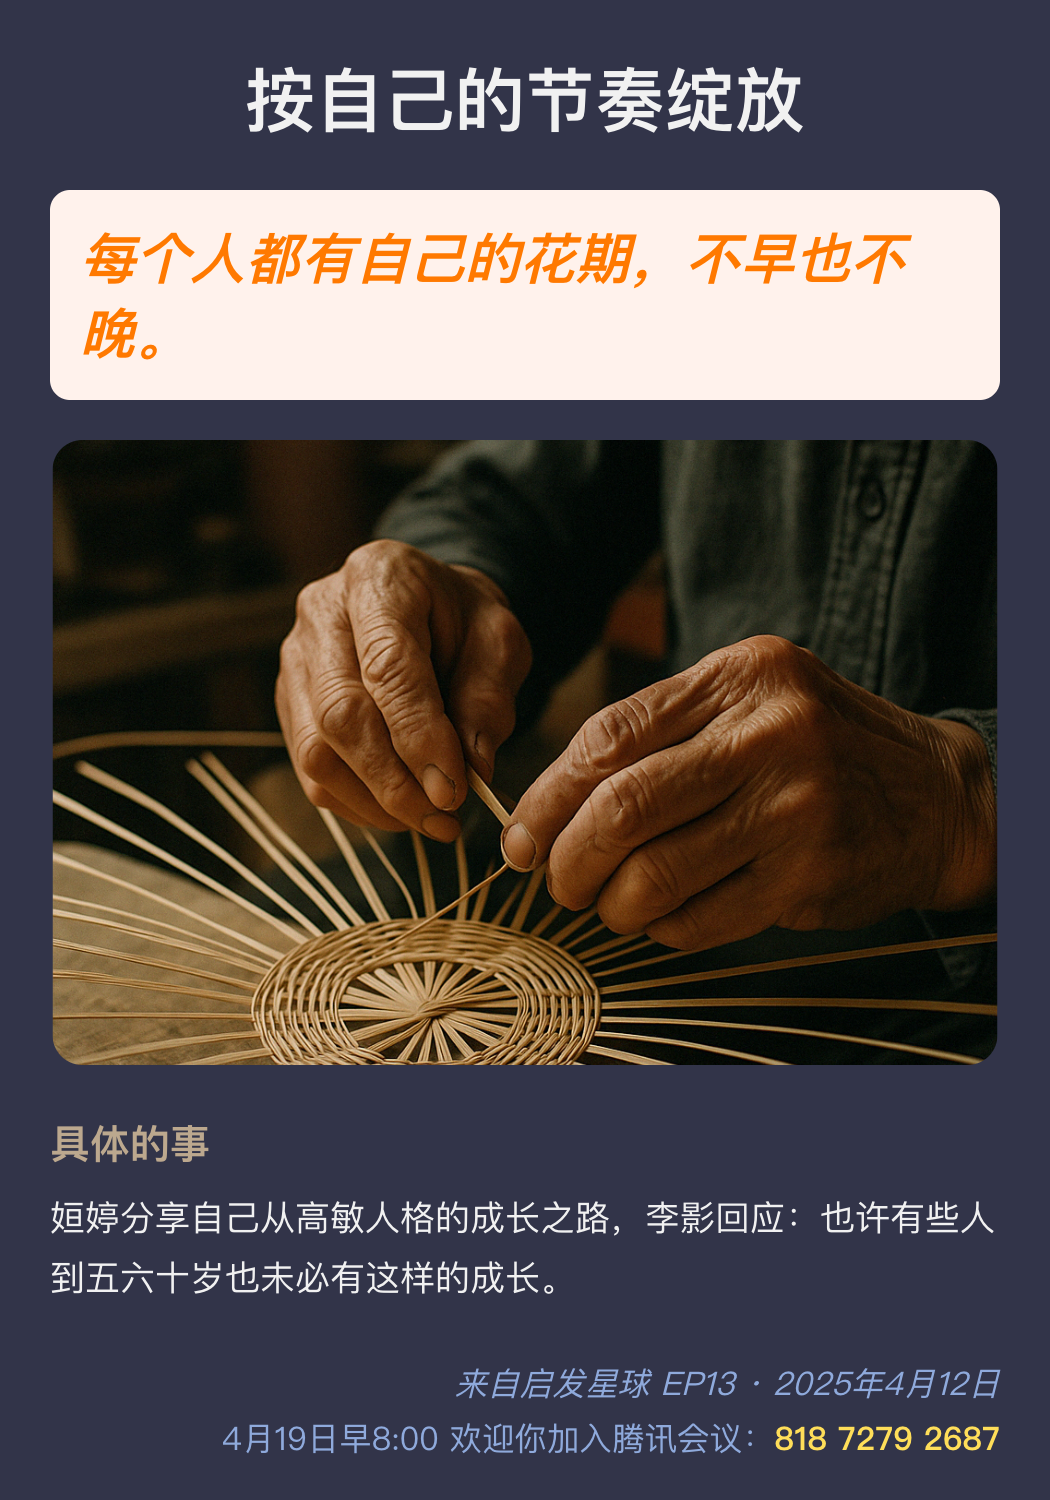 按自己的节奏绽放
每个人都有自己的花期，不早也不
晚。
具体的事
姮婷分享自己从高敏人格的成长之路，李影回应：也许有些人
到五六十岁也未必有这样的成长。
来自启发星球 EP13 · 2025年4月12日
4月19日早8:00 欢迎你加入腾讯会议：818 7279 2687